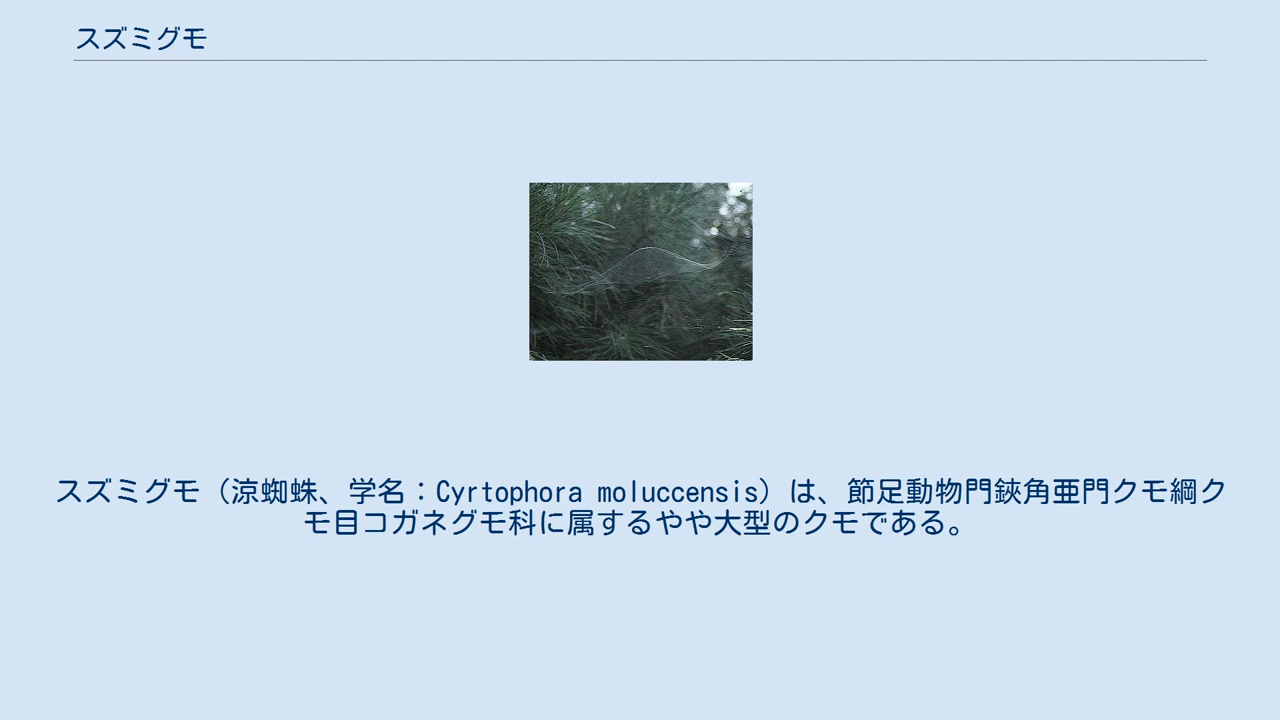 スズミグモ
スズミグモ（涼蜘蛛、学名：Cyrtophora moluccensis）は、節足動物門鋏角亜門クモ綱ク
モ目コガネグモ科に属するやや大型のクモである。